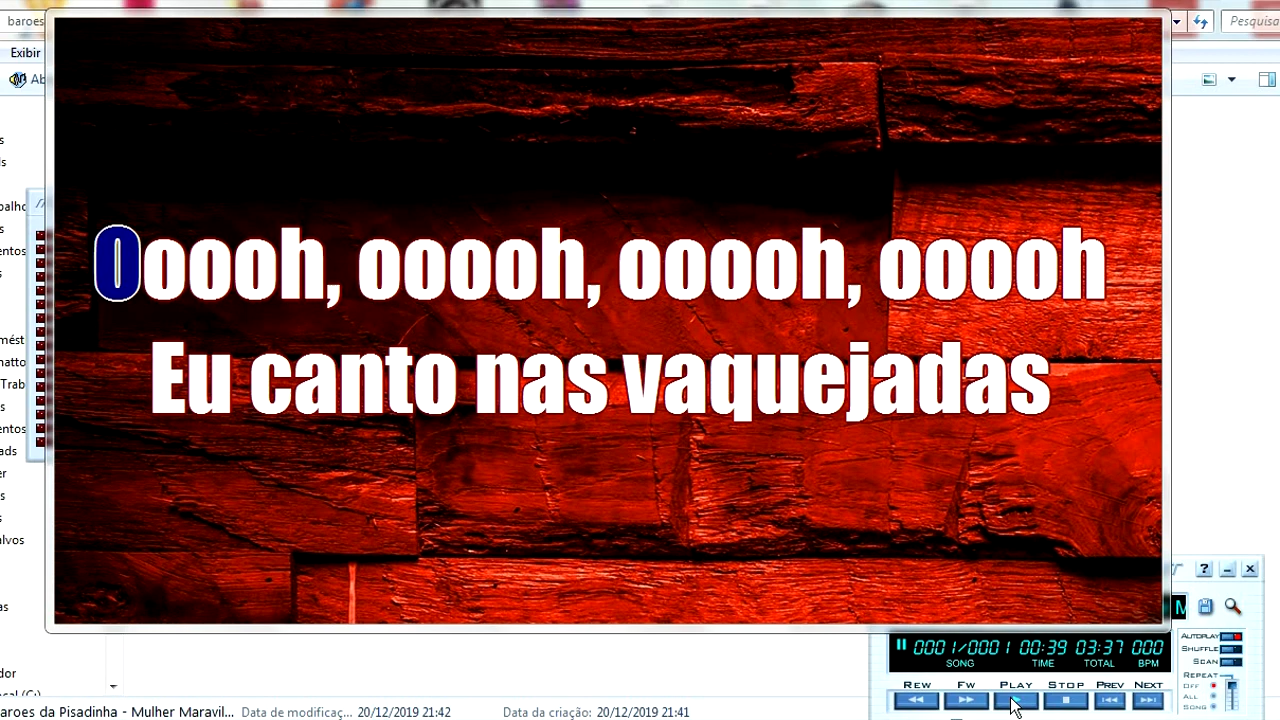 baroes
Pesquisa
Exibir
Ooooh, ooooh, ooooh, ooooh
Eu canto nas vaquejadas
?
AUTOPLAY
SHUFFLE
SCAN
REPEAT
OFF
ALL
SONG
0001/0001 00:39 03:37 000
SONG TIME TOTAL BPM
REW FW PLAY STOP PREV NEXT
aroes da Pisadinha - Mulher Maravil... Data de modificaç... 20/12/2019 21:42 Data da criação: 20/12/2019 21:41